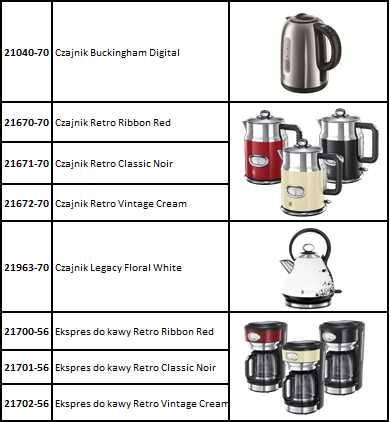 21040-70 Czajnik Buckingham Digital
21670-70 Czajnik Retro Ribbon Red
21671-70 Czajnik Retro Classic Noir
21672-70 Czajnik Retro Vintage Cream
21963-70 Czajnik Legacy Floral White
21700-56 Ekspres do kawy Retro Ribbon Red
21701-56 Ekspres do kawy Retro Classic Noir
21702-56 Ekspres do kawy Retro Vintage Cream